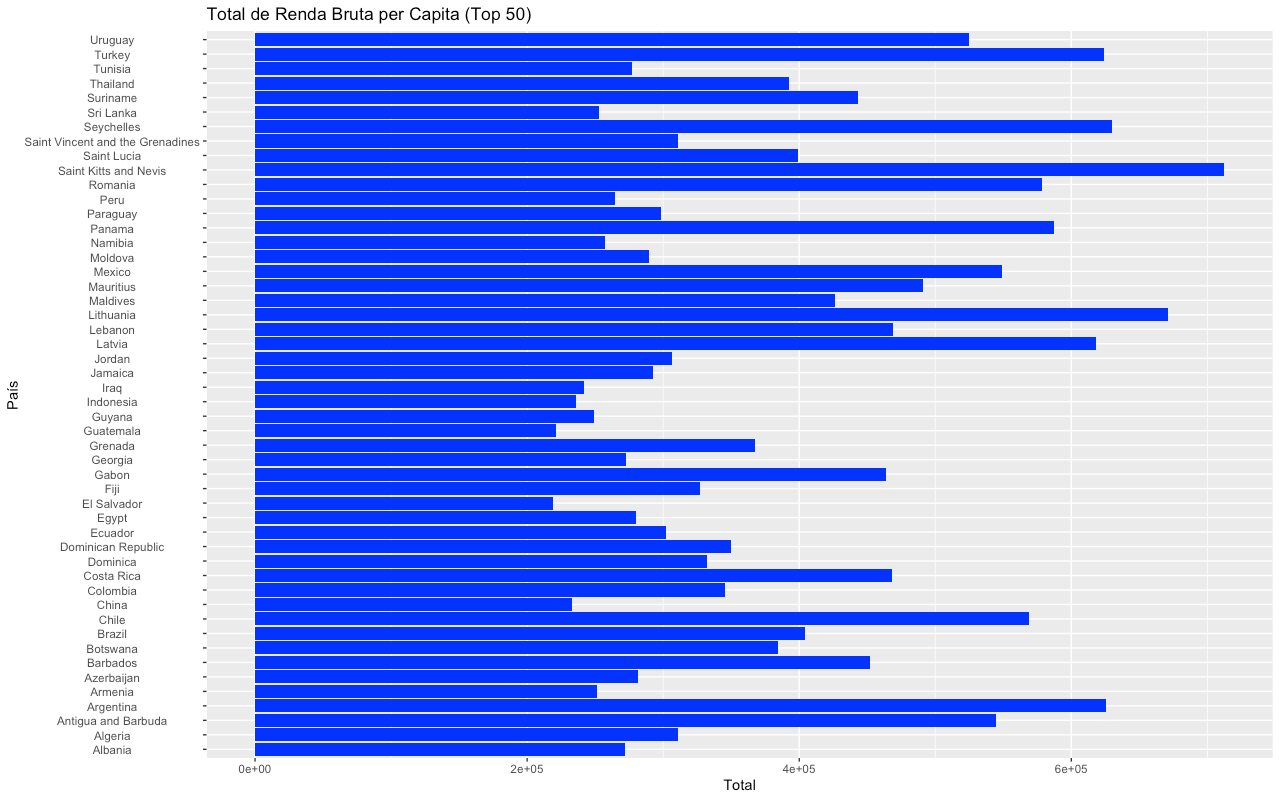 Total de Renda Bruta per Capita (Top 50)
Uruguay
Turkey
Tunisia
Thailand
Suriname
Sri Lanka
Seychelles
Saint Vincent and the Grenadines
Saint Lucia
Saint Kitts and Nevis
Romania
Peru
Paraguay
Panama
Namibia
Moldova
Mexico
Mauritius
Maldives
Lithuania
Lebanon
Latvia
Jordan
Jamaica
Iraq
Indonesia
Guyana
Guatemala
Grenada
Georgia
Gabon
Fiji
El Salvador
Egypt
Ecuador
Dominican Republic
Dominica
Costa Rica
Colombia
China
Chile
Brazil
Botswana
Barbados
Azerbaijan
Armenia
Argentina
Antigua and Barbuda
Algeria
Albania
País
0e+00 2e+05 4e+05 6e+05
Total